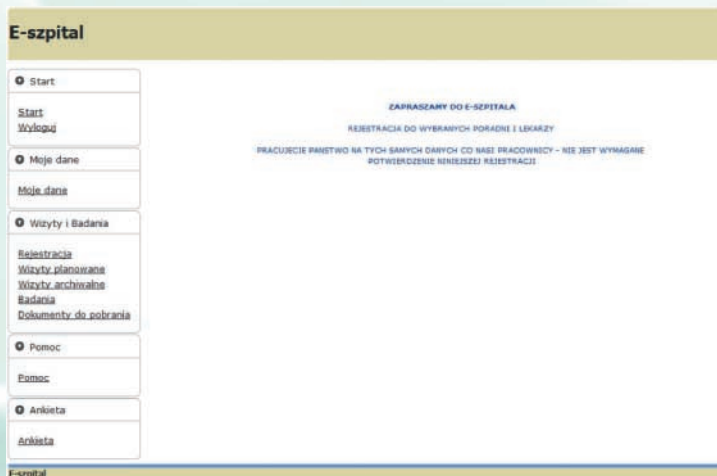 E-szpital
Start
Start
Wyloguj
Moje dane
Moje dane
Wizyty i Badania
Rejestracja
Wizyty planowane
Wizyty archiwalne
Badania
Dokumenty do pobrania
Pomoc
Pomoc
Ankieta
Ankieta
ZAPRASZAMY DO E-SZPITALA
REJESTRACJA DO WYBRANYCH PORADNI I LEKARZY
PRACUJECIE PAŃSTWO NA TYCH SAMYCH DANYCH CO NASI PRACOWNICY - NIE JEST WYMAGANE
POTWIERDZENIE NINIEJSZEJ REJESTRACJI
E-szpital